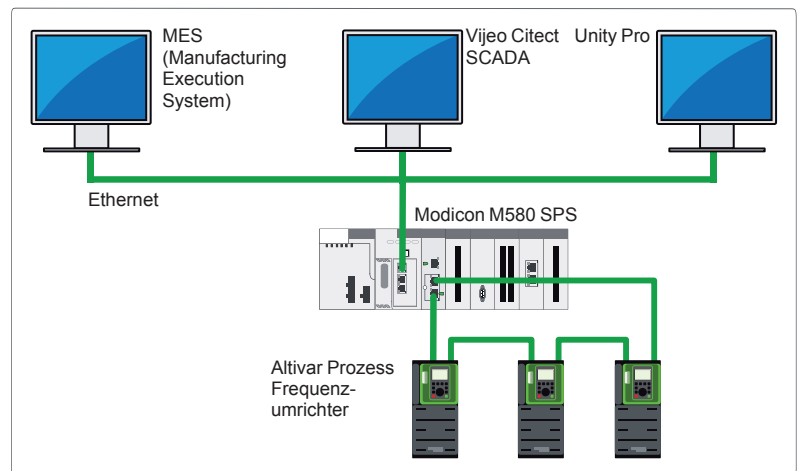 MES
(Manufacturing
Execution
System)
Vijeo Citect
SCADA
Unity Pro
Ethernet
Modicon M580 SPS
Altivar Prozess
Frequenz-
umrichter